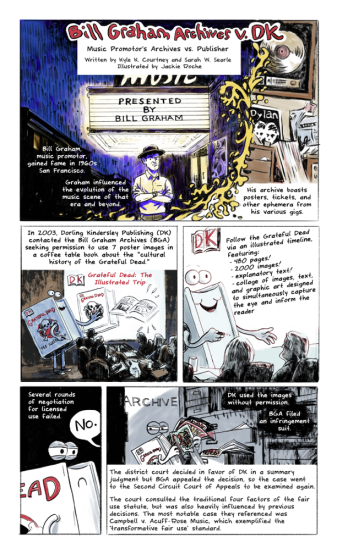 Bill Graham Archives v. DK
Music Promotor's Archives vs. Publisher
Written by Kyle K. Courtney and Sarah W. Searle
Illustrated by Jackie Roche
MUSIC
PRESENTED
BY
BILL GRAHAM
Dylan
Bill Graham,
music promotor,
gained fame in 1960s
San Francisco.
Graham influenced
the evolution of the
music scene of that
era and beyond.
His archive boasts
posters, tickets, and
other ephemera from
his various gigs.
In 2003, Dorling Kindersley Publishing (DK)
contacted the Bill Graham Archives (BGA)
seeking permission to use 7 poster images in
a coffee table book about the "cultural
history of the Grateful Dead."
DK
Grateful Dead: The
Illustrated Trip
DK
Follow the Grateful Dead
via an illustrated timeline,
featuring:
- 480 pages!
- 2000 images!
- explanatory text!
- collage of images, text,
and graphic art designed
to simultaneously capture
the eye and inform the
reader
Several rounds
of negotiation
for licensed
use failed.
No.
EAD
ARCHIVE
DK used the images
without permission.
BGA filed
an infringement
suit.
The district court decided in favor of DK in a summary
judgment but BGA appealed the decision, so the case went
to the Second Circuit Court of Appeals to be examined again.
The court consulted the traditional four factors of the fair
use statute, but was also heavily influenced by previous
decisions. The most notable case they referenced was
Campbell v. Acuff-Rose Music, which exemplified the
"transformative fair use" standard.